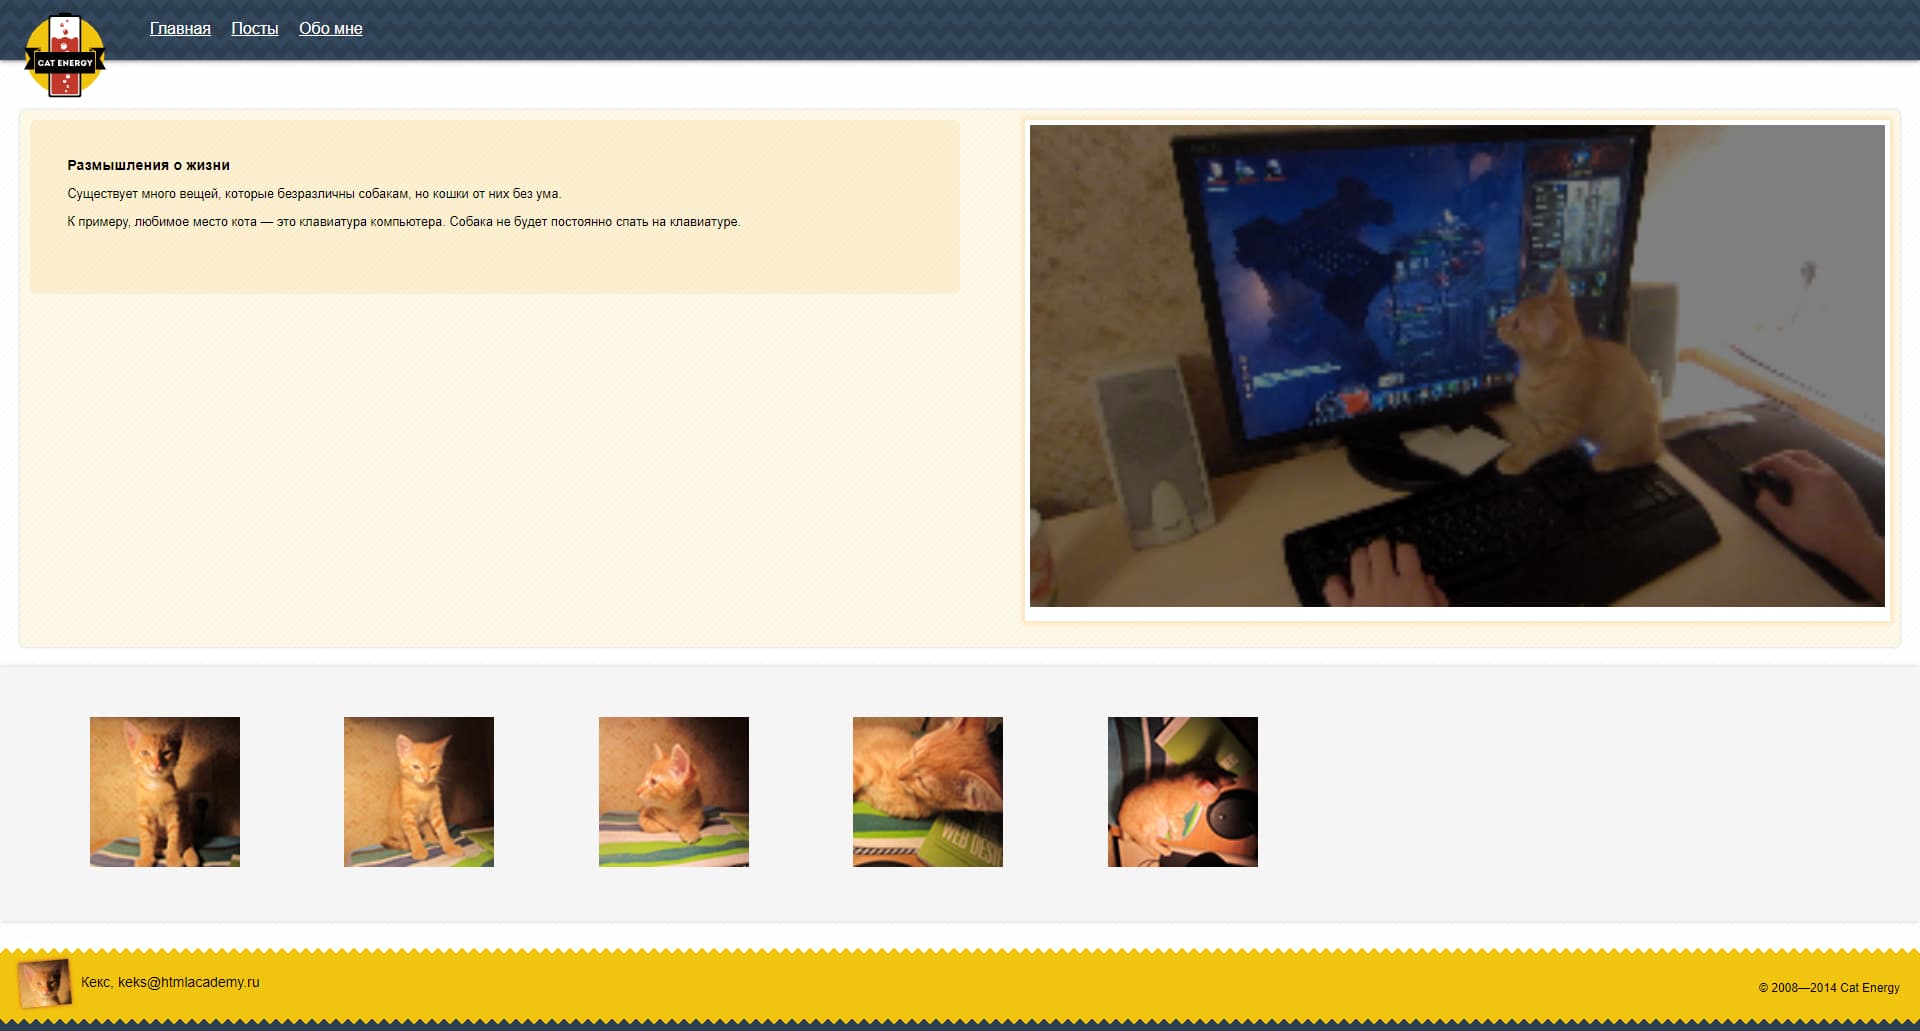 Главная Посты Обо мне
CAT ENERGY
Размышления о жизни
Существует много вещей, которые безразличны собакам, но кошки от них без ума.
К примеру, любимое место кота — это клавиатура компьютера. Собака не будет постоянно спать на клавиатуре.
Кекс, keks@htmlacademy.ru
© 2008—2014 Cat Energy